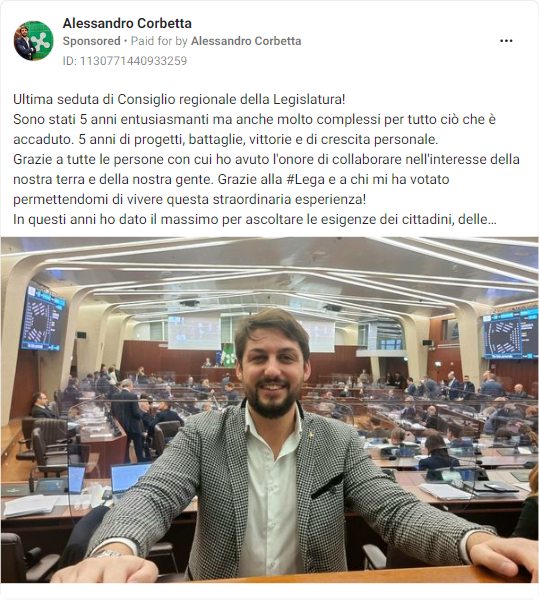 Alessandro Corbetta
Sponsored • Paid for by Alessandro Corbetta
ID: 1130771440933259
Ultima seduta di Consiglio regionale della Legislatura!
Sono stati 5 anni entusiasmanti ma anche molto complessi per tutto ciò che è
accaduto. 5 anni di progetti, battaglie, vittorie e di crescita personale.
Grazie a tutte le persone con cui ho avuto l'onore di collaborare nell'interesse della
nostra terra e della nostra gente. Grazie alla #Lega e a chi mi ha votato
permettendomi di vivere questa straordinaria esperienza!
In questi anni ho dato il massimo per ascoltare le esigenze dei cittadini, delle…